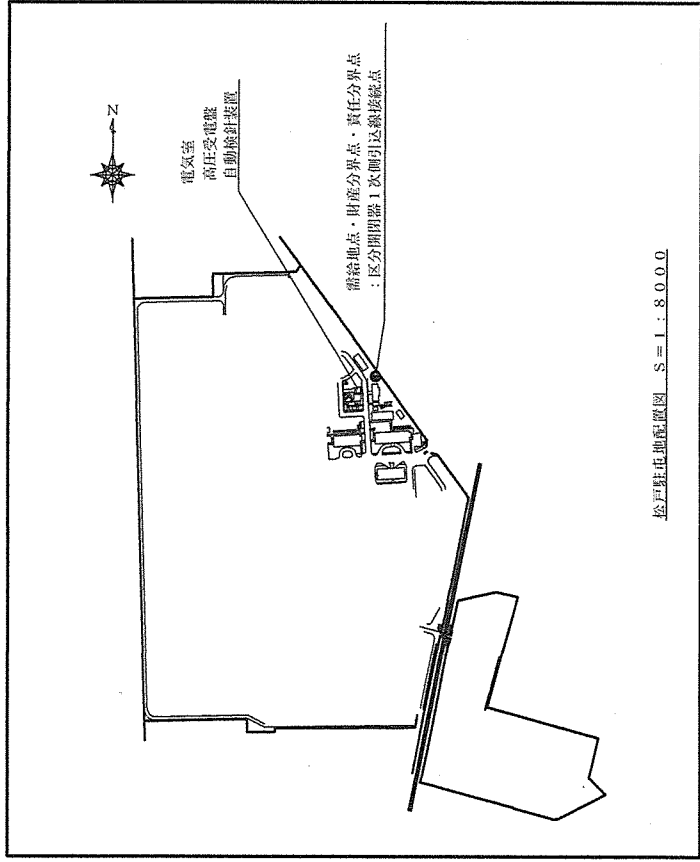 N
電気室
高圧受電盤
自動検針装置
需給地点・財産分界点・責任分界点
：区分開閉器1次側引込線接続点
松戸駐屯地配置図 S=1：8000